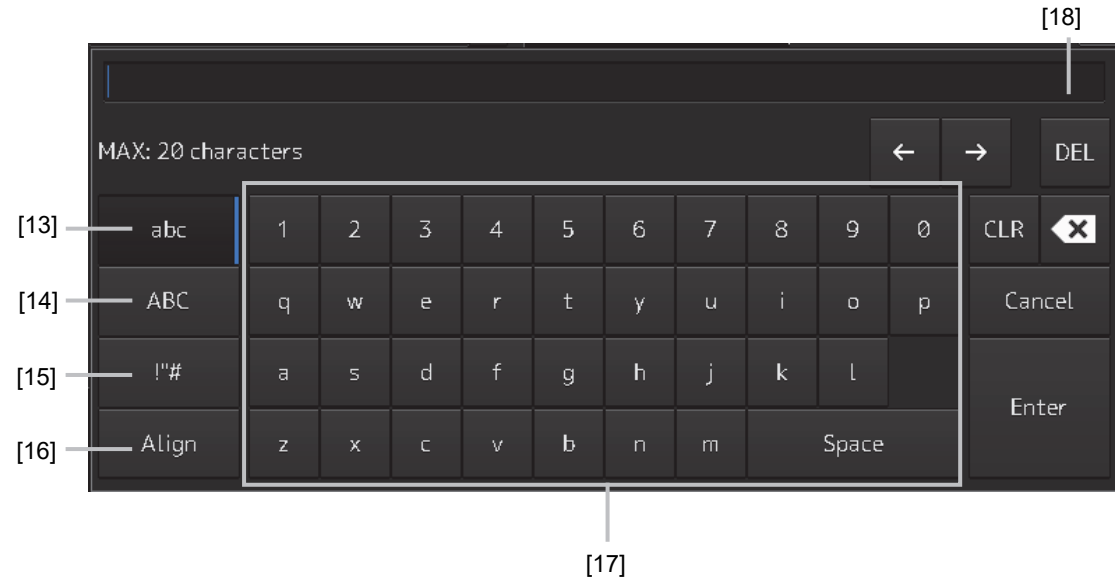 [18]
MAX: 20 characters ← → DEL
[13] abc 1 2 3 4 5 6 7 8 9 0 CLR
[14] ABC q w e r t y u i o p Cancel
[15] !"# a s d f g h j k l
Enter
[16] Align z x c v b n m Space
[17]